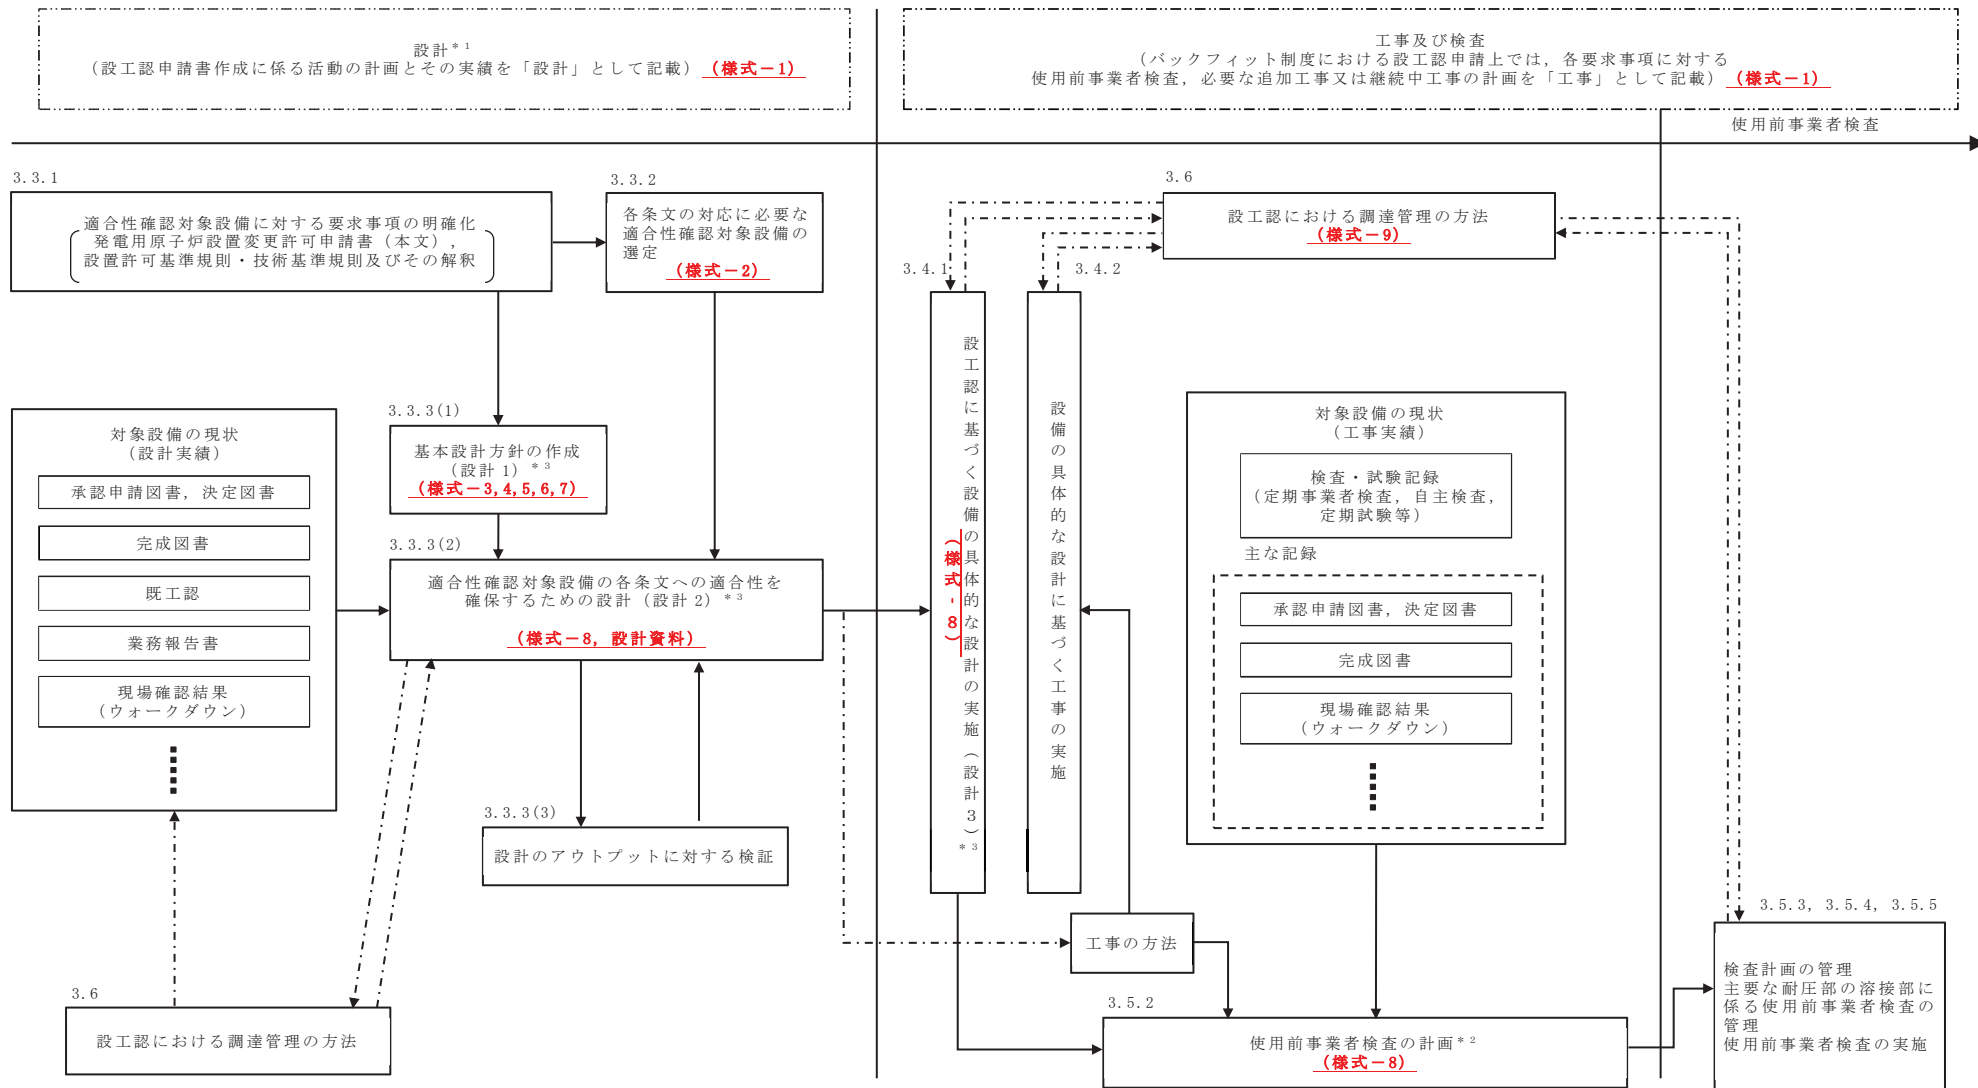 設計＊１
（設工認申請書作成に係る活動の計画とその実績を「設計」として記載）（様式－1）
工事及び検査
（バックフィット制度における設工認申請上では，各要求事項に対する
使用前事業者検査，必要な追加工事又は継続中工事の計画を「工事」として記載）（様式－1）
使用前事業者検査
3.3.1
適合性確認対象設備に対する要求事項の明確化
発電用原子炉設置変更許可申請書（本文），
設置許可基準規則・技術基準規則及びその解釈
3.3.2
各条文の対応に必要な
適合性確認対象設備の
選定
（様式－2）
3.6
設工認における調達管理の方法
（様式－9）
3.4.1
3.4.2
対象設備の現状
（設計実績）
承認申請図書，決定図書
完成図書
既工認
業務報告書
現場確認結果
（ウォークダウン）
3.3.3(1)
基本設計方針の作成
（設計1）＊３
（様式－3,4,5,6,7）
3.3.3(2)
適合性確認対象設備の各条文への適合性を
確保するための設計（設計2）＊３
（様式－8，設計資料）
3.3.3(3)
設計のアウトプットに対する検証
3.6
設工認における調達管理の方法
設工認に基づく設備の具体的な設計の実施（設計3）＊３
（様式-8）
設備の具体的な設計に基づく工事の実施
対象設備の現状
（工事実績）
検査・試験記録
（定期事業者検査，自主検査，
定期試験等）
主な記録
承認申請図書，決定図書
完成図書
現場確認結果
（ウォークダウン）
工事の方法
3.5.2
使用前事業者検査の計画＊２
（様式－8）
3.5.3, 3.5.4, 3.5.5
検査計画の管理
主要な耐圧部の溶接部に
係る使用前事業者検査の
管理
使用前事業者検査の実施